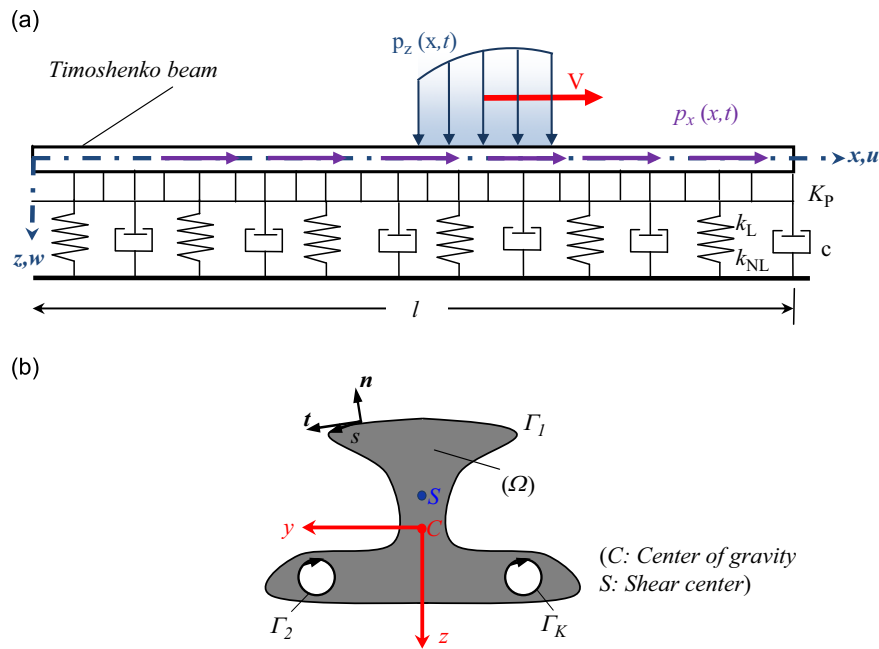 (a)
p_z (x,t)
Timoshenko beam
V
p_x (x,t)
x,u
K_P
k_L
z,w
k_NL
c
l
(b)
n
t
s
Γ_1
(Ω)
S
y
C
(C: Center of gravity
S: Shear center)
Γ_2
Γ_K
z